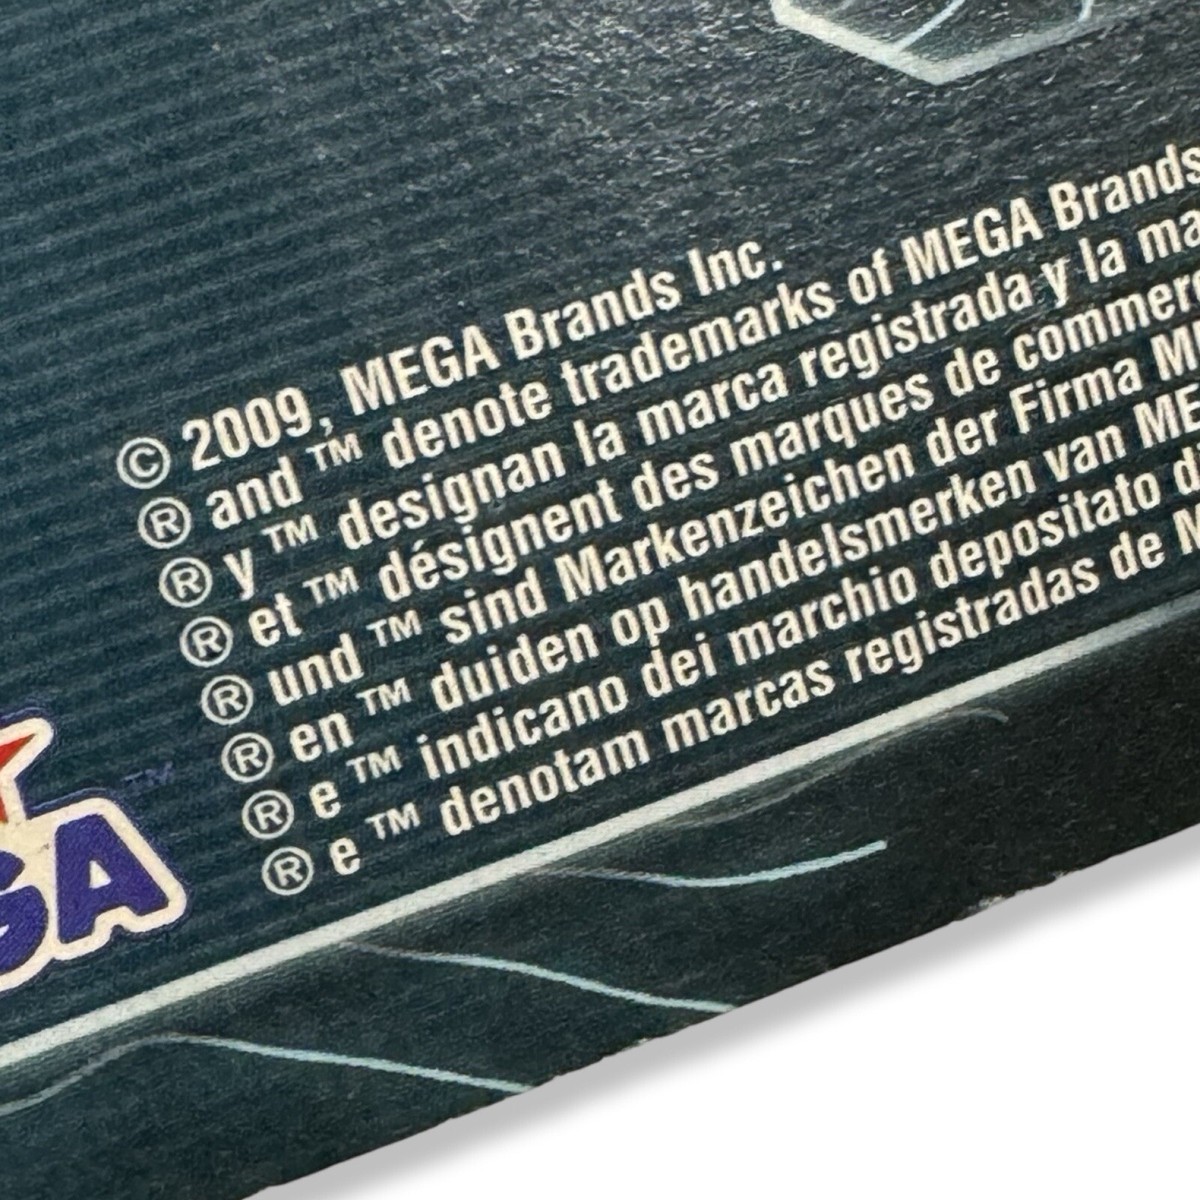 © 2009, MEGA Brands Inc.
® and ™ denote trademarks of MEGA Brands
® y ™ designan la marca registrada y la
® et ™ désignent des marques de
® und ™ sind Markenzeichen der Firma
® en ™ duiden op handelsmerken van
® e ™ indicano dei marchio depositato
® e ™ denotam marcas registradas de
™